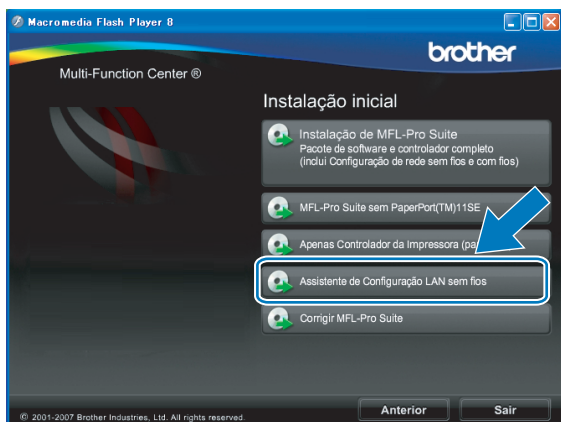 Macromedia Flash Player 8
brother
Multi-Function Center ®
Instalação inicial
Instalação de MFL-Pro Suite
Pacote de software e controlador completo
(inclui Configuração de rede sem fios e com fios)
MFL-Pro Suite sem PaperPort(TM)11SE
Apenas Controlador da Impressora (pa
Assistente de Configuração LAN sem fios
Corrigir MFL-Pro Suite
Anterior
Sair
© 2001-2007 Brother Industries, Ltd. All rights reserved.